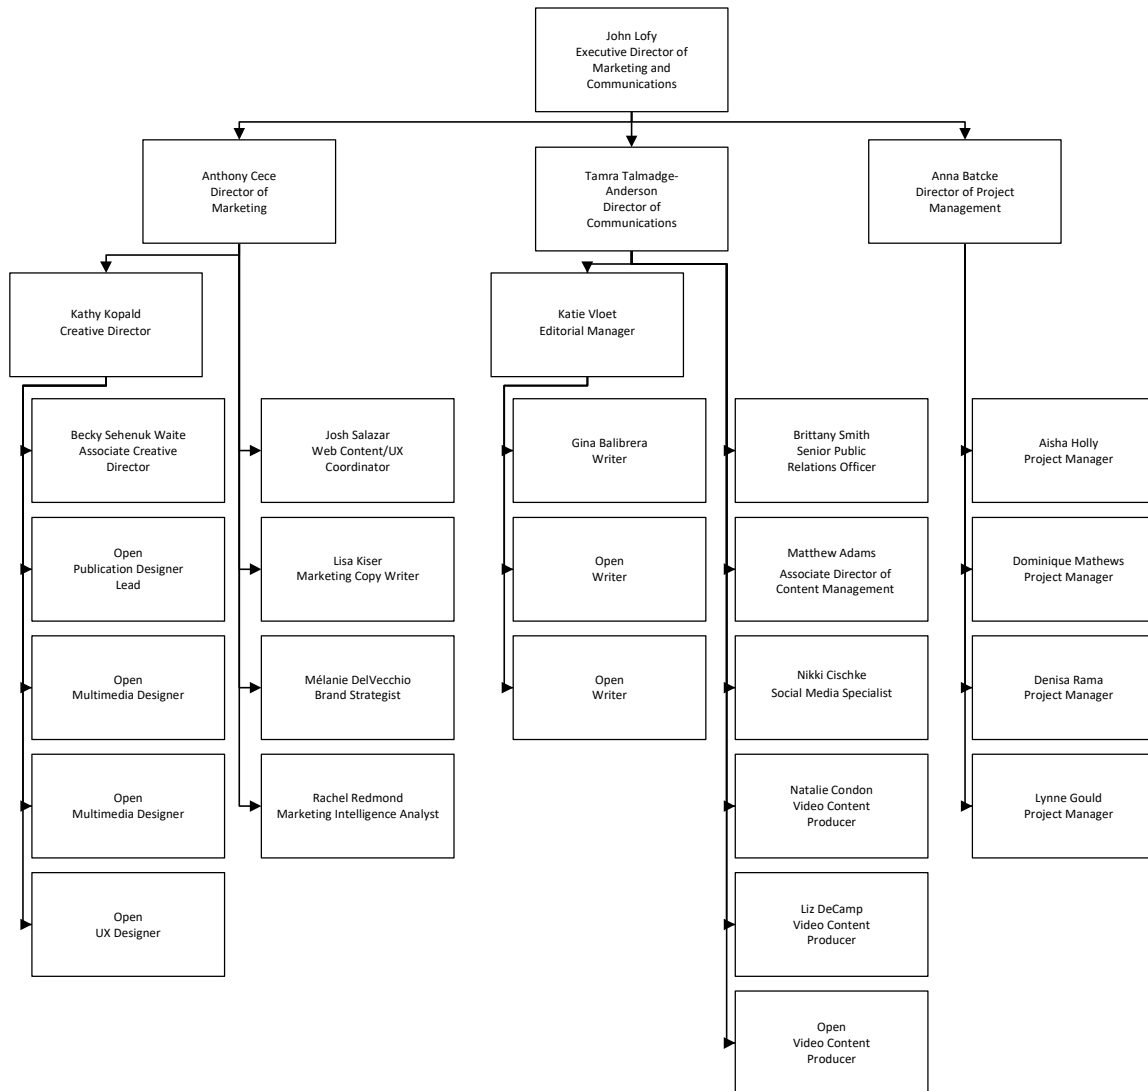 John Lofy
Executive Director of
Marketing and
Communications
Anthony Cece
Director of
Marketing
Tamra Talmadge-
Anderson
Director of
Communications
Anna Batcke
Director of Project
Management
Kathy Kopald
Creative Director
Katie Vloet
Editorial Manager
Becky Sehenuk Waite
Associate Creative
Director
Josh Salazar
Web Content/UX
Coordinator
Gina Balibrera
Writer
Brittany Smith
Senior Public
Relations Officer
Aisha Holly
Project Manager
Open
Publication Designer
Lead
Lisa Kiser
Marketing Copy Writer
Open
Writer
Matthew Adams
Associate Director of
Content Management
Dominique Mathews
Project Manager
Open
Multimedia Designer
Mélanie DelVecchio
Brand Strategist
Open
Writer
Nikki Cischke
Social Media Specialist
Denisa Rama
Project Manager
Open
Multimedia Designer
Rachel Redmond
Marketing Intelligence Analyst
Natalie Condon
Video Content
Producer
Lynne Gould
Project Manager
Open
UX Designer
Liz DeCamp
Video Content
Producer
Open
Video Content
Producer